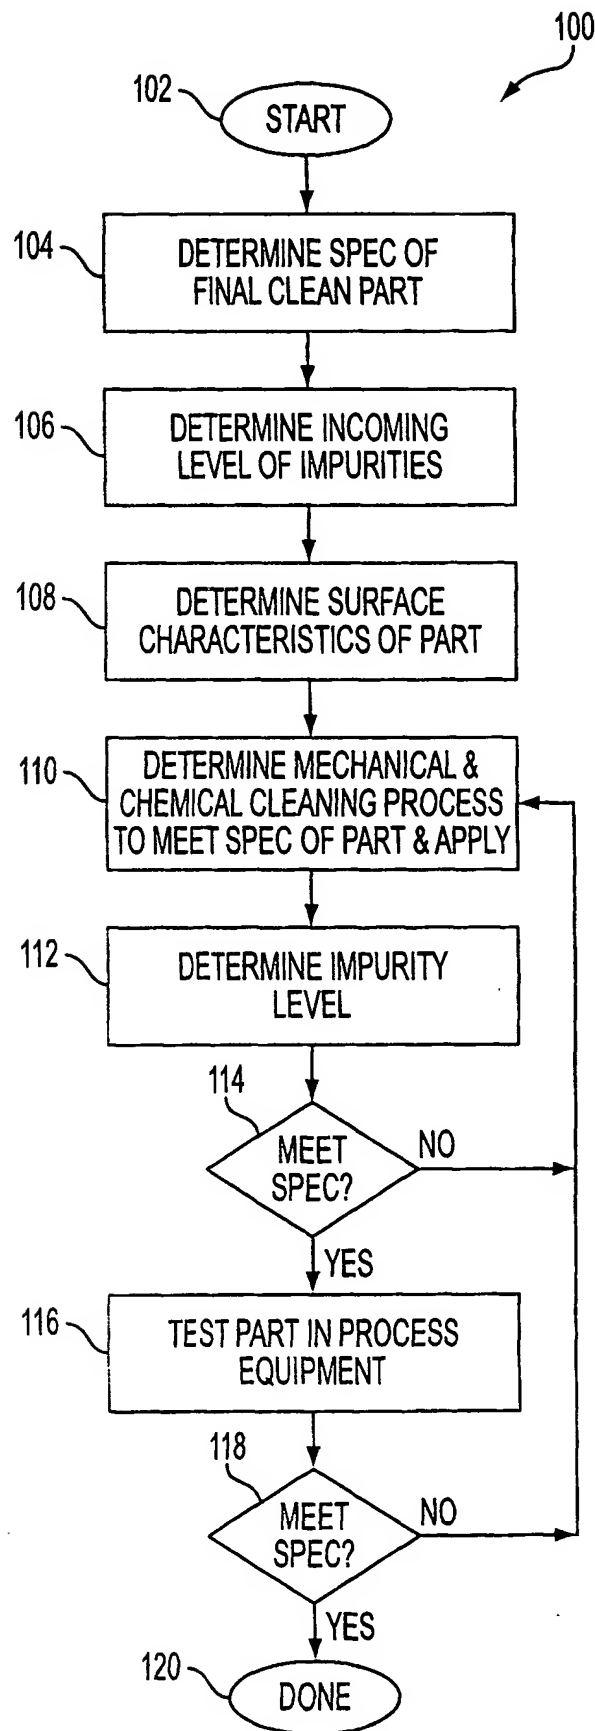 100
102
START
104
DETERMINE SPEC OF
FINAL CLEAN PART
106
DETERMINE INCOMING
LEVEL OF IMPURITIES
108
DETERMINE SURFACE
CHARACTERISTICS OF PART
110
DETERMINE MECHANICAL &
CHEMICAL CLEANING PROCESS
TO MEET SPEC OF PART & APPLY
112
DETERMINE IMPURITY
LEVEL
114
MEET
SPEC?
NO
YES
116
TEST PART IN PROCESS
EQUIPMENT
118
MEET
SPEC?
NO
YES
120
DONE